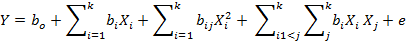 Y = b_o + ∑_{i=1}^{k} b_i X_i + ∑_{i=1}^{k} b_{ij} X_i^2 + ∑_{i1<j}^{k} ∑_{j}^{k} b_i X_i X_j + e